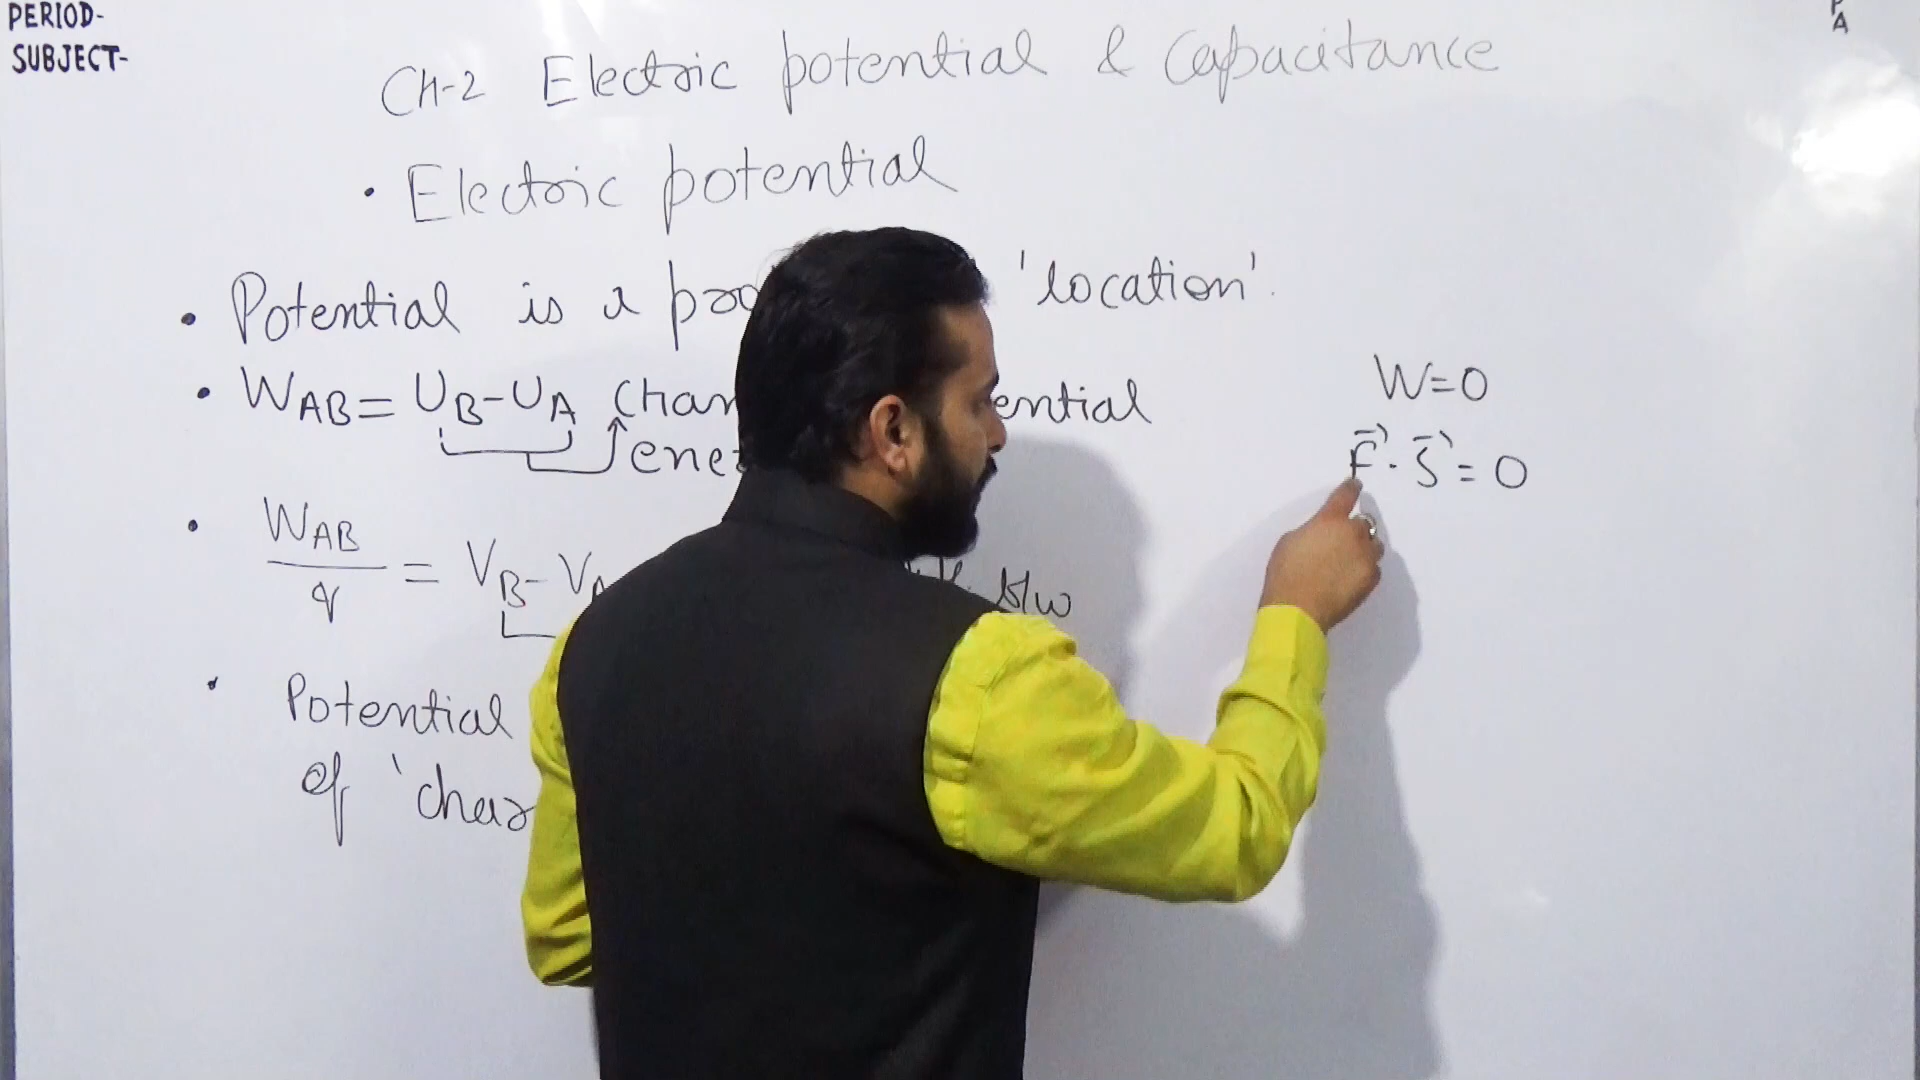 PERIOD-
SUBJECT-
P
A
Ch-2 Electric potential & Capacitance
• Electric potential
• Potential is a pro 'location'.
• W_AB = U_B - U_A Chan ential
ene
• W_AB / q = V_B - V_A b/w
• Potential
of 'char
W=0
F⃗ . S⃗ = 0